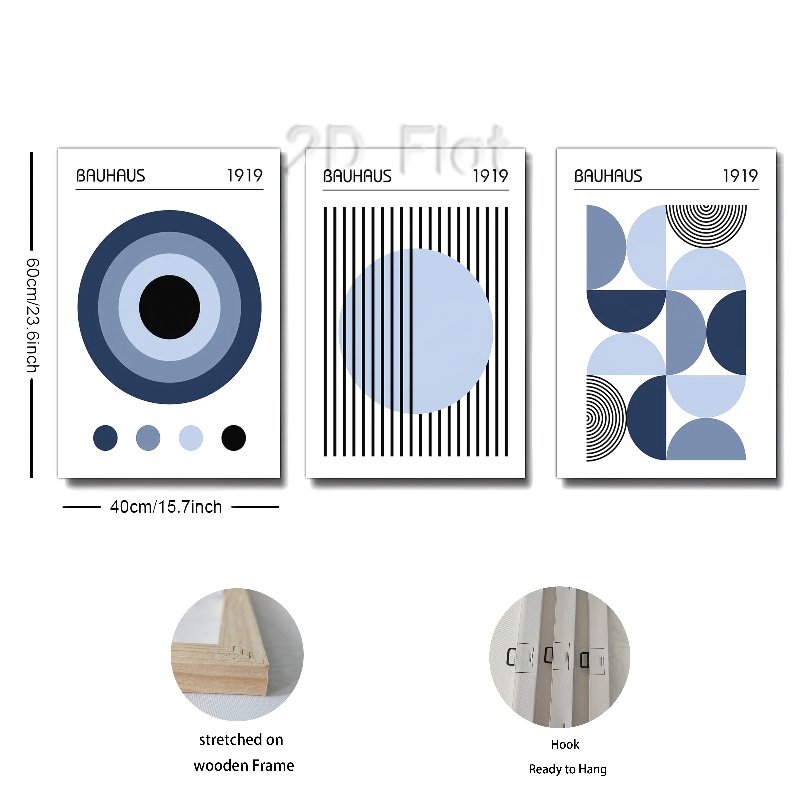 2D Flat
BAUHAUS 1919
BAUHAUS 1919
BAUHAUS 1919
60cm/23.6inch
40cm/15.7inch
stretched on
wooden Frame
Hook
Ready to Hang